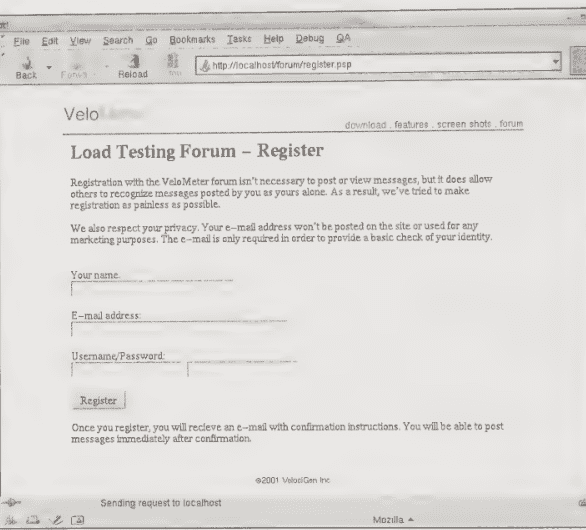 File Edit View Search Go Bookmarks Tasks Help Debug QA
Back Reload
http://localhost/forum/register.psp
Velo
download . features . screen shots . forum
Load Testing Forum – Register
Registration with the VeloMeter forum isn't necessary to post or view messages, but it does allow
others to recognize messages posted by you as yours alone. As a result, we've tried to make
registration as painless as possible.
We also respect your privacy. Your e–mail address won't be posted on the site or used for any
marketing purposes. The e–mail is only required in order to provide a basic check of your identity.
Your name:
E–mail address:
Username/Password:
Register
Once you register, you will recieve an e–mail with confirmation instructions. You will be able to post
messages immediately after confirmation.
©2001 VelociGen Inc
Sending request to localhost
Mozilla